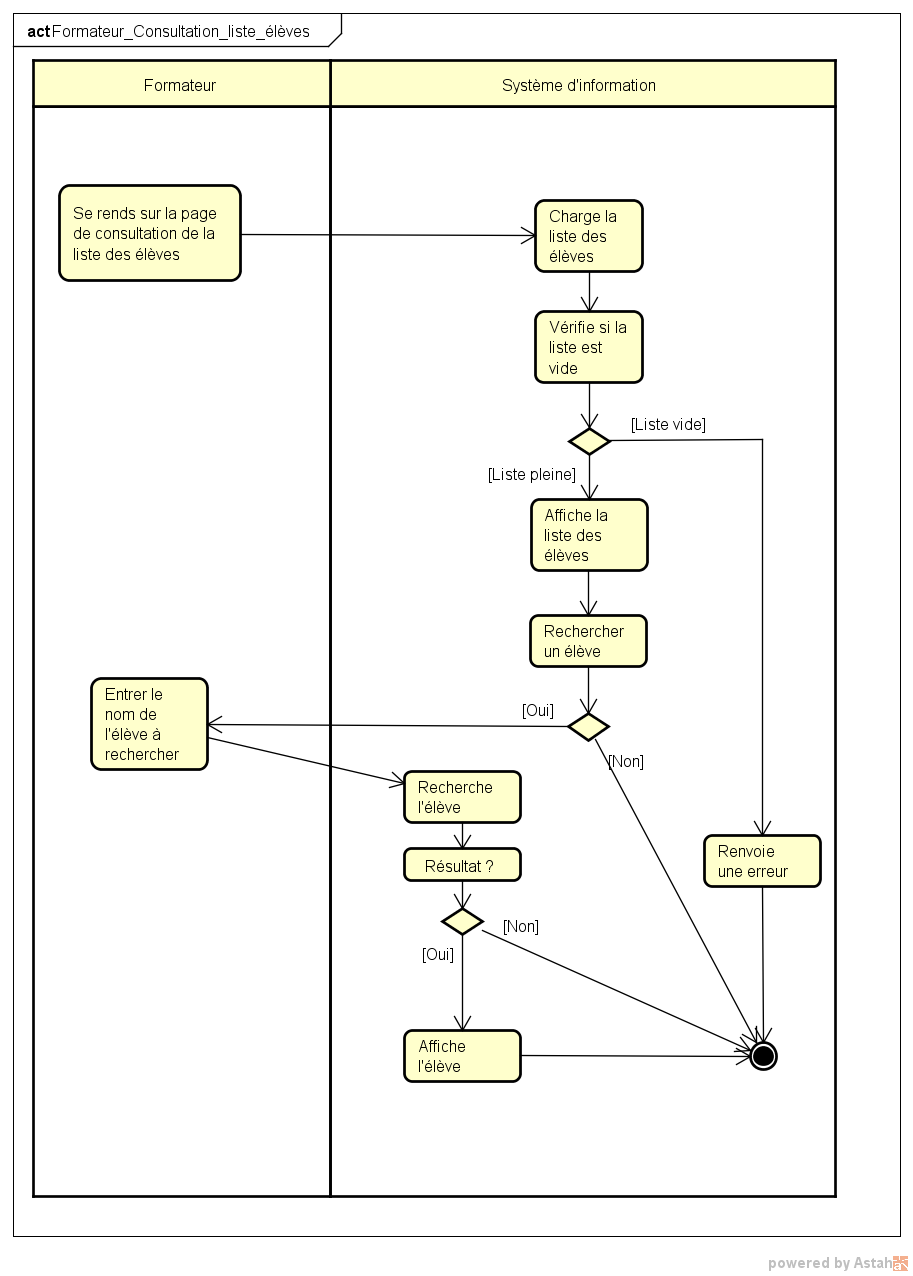 act Formateur_Consultation_liste_élèves
Formateur
Système d'information
Se rends sur la page
de consultation de la
liste des élèves
Charge la
liste des
élèves
Vérifie si la
liste est
vide
[Liste vide]
[Liste pleine]
Affiche la
liste des
élèves
Rechercher
un élève
[Oui]
[Non]
Entrer le
nom de
l'élève à
rechercher
Recherche
l'élève
Résultat ?
[Oui]
[Non]
Renvoie
une erreur
Affiche
l'élève
powered by Astah